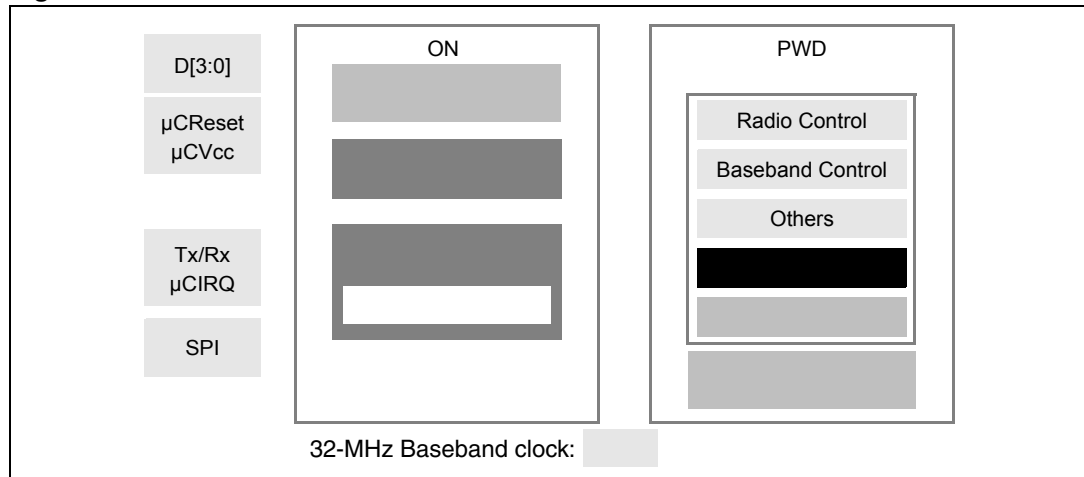 D[3:0]
µCReset
µCVcc
Tx/Rx
µCIRQ
SPI
ON
PWD
Radio Control
Baseband Control
Others
32-MHz Baseband clock: